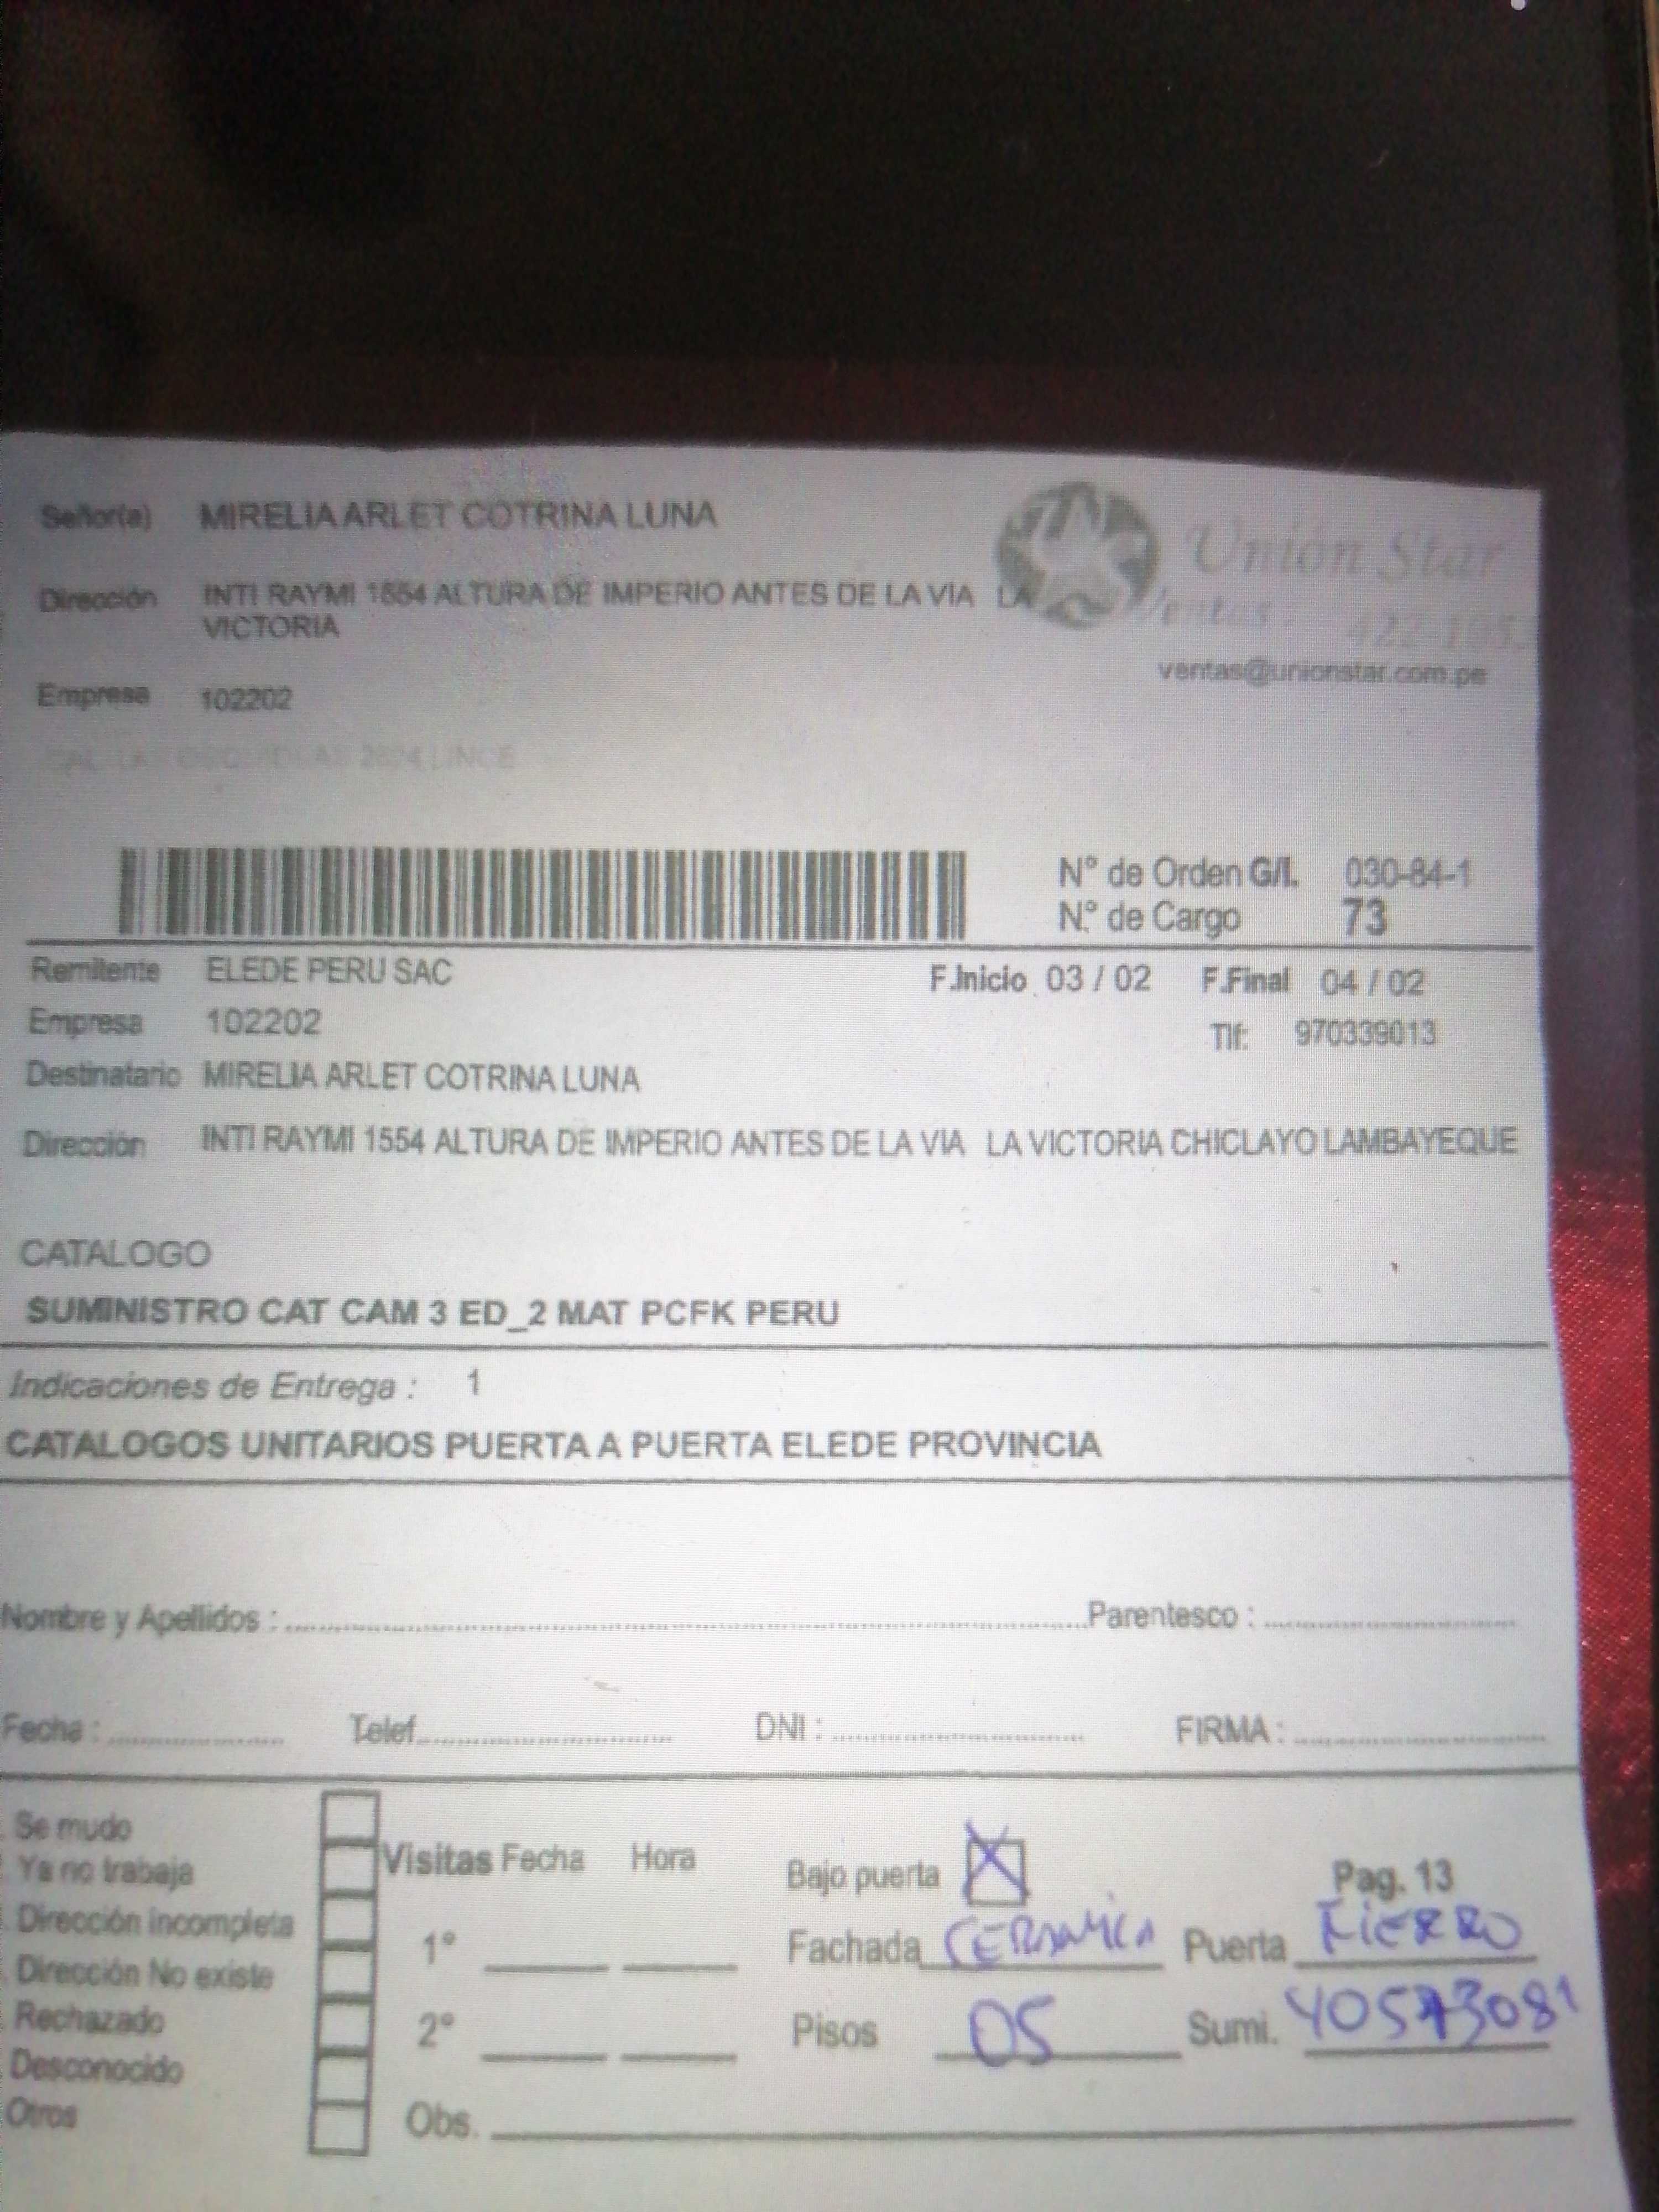 Señor(a) MIRELIA ARLET COTRINA LUNA
Unión Star
Dirección INTI RAYMI 1554 ALTURA DE IMPERIO ANTES DE LA VIA LA
VICTORIA
Ventas:
ventas@unionstar.com.pe
Empresa 102202
LINCE
N° de Orden G/I. 030-84-1
N.° de Cargo 73
Remitente ELEDE PERU SAC F.Inicio 03 / 02 F.Final 04 / 02
Empresa 102202 Tlf: 970339013
Destinatario MIRELIA ARLET COTRINA LUNA
Dirección INTI RAYMI 1554 ALTURA DE IMPERIO ANTES DE LA VIA LA VICTORIA CHICLAYO LAMBAYEQUE
CATALOGO
SUMINISTRO CAT CAM 3 ED_2 MAT PCFK PERU
Indicaciones de Entrega : 1
CATALOGOS UNITARIOS PUERTA A PUERTA ELEDE PROVINCIA
Nombre y Apellidos : Parentesco :
Fecha : Telef. DNI : FIRMA :
Se mudo
Ya no trabaja
Dirección incompleta
Dirección No existe
Rechazado
Desconocido
Otros
Visitas Fecha Hora
1°
2°
Obs.
Bajo puerta X Pag. 13
Fachada CERAMICA Puerta FIERRO
Pisos 05 Sumi.